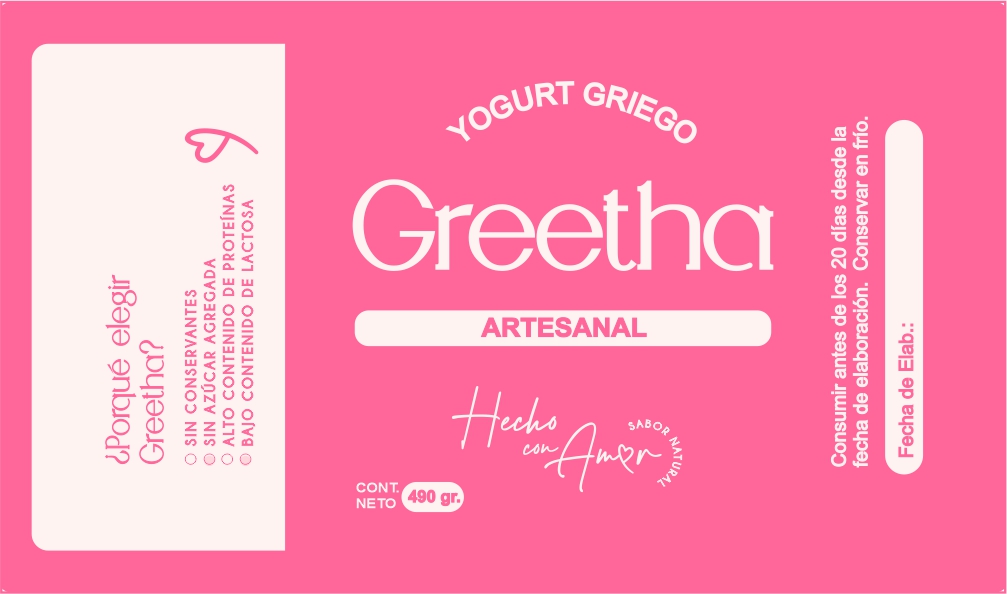 ¿Porqué elegir
Greetha?
SIN CONSERVANTES
SIN AZÚCAR AGREGADA
ALTO CONTENIDO DE PROTEÍNAS
BAJO CONTENIDO DE LACTOSA
YOGURT GRIEGO
Greetha
ARTESANAL
Hecho
con Amor
SABOR NATURAL
CONT.
NETO
490 gr.
Consumir antes de los 20 días desde la
fecha de elaboración. Conservar en frío.
Fecha de Elab.: